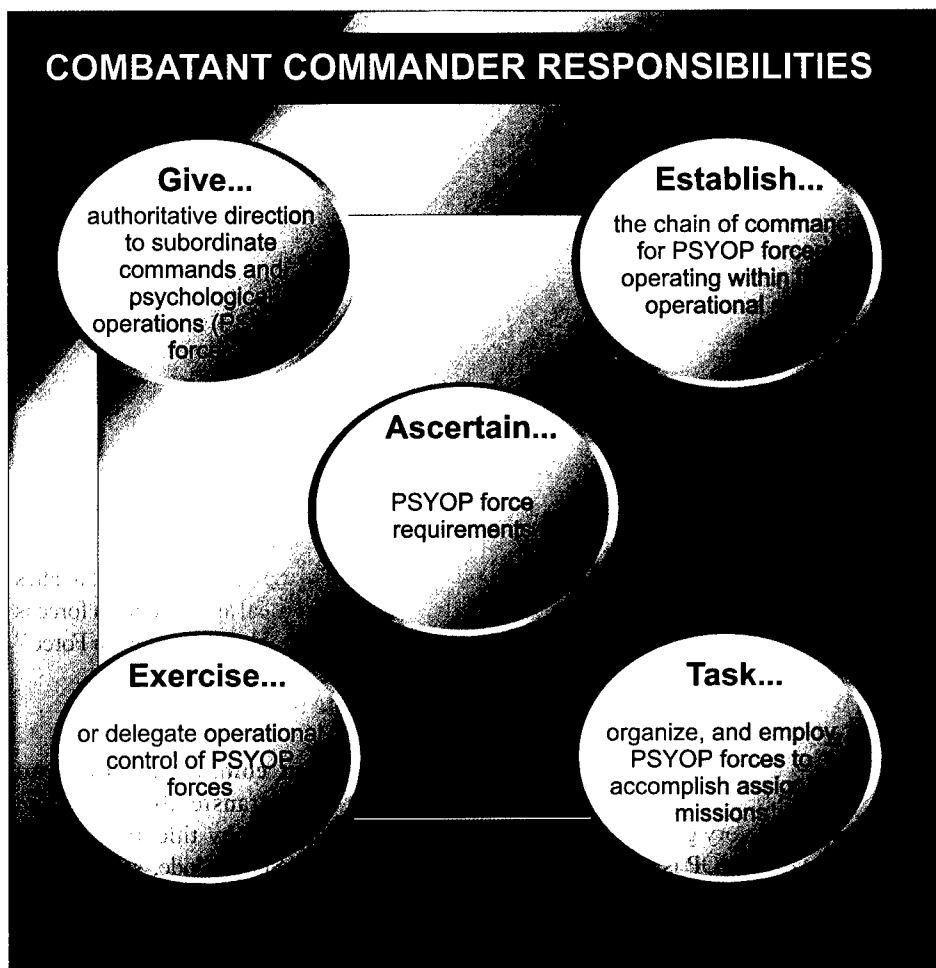 COMBATANT COMMANDER RESPONSIBILITIES
Give...
authoritative direction
to subordinate
commands and
psychological
operations
forces
Establish...
the chain of command
for PSYOP forces
operating within
operational
Ascertain...
PSYOP force
requirements
Exercise...
or delegate operational
control of PSYOP
forces
Task...
organize, and employ
PSYOP forces to
accomplish assigned
missions